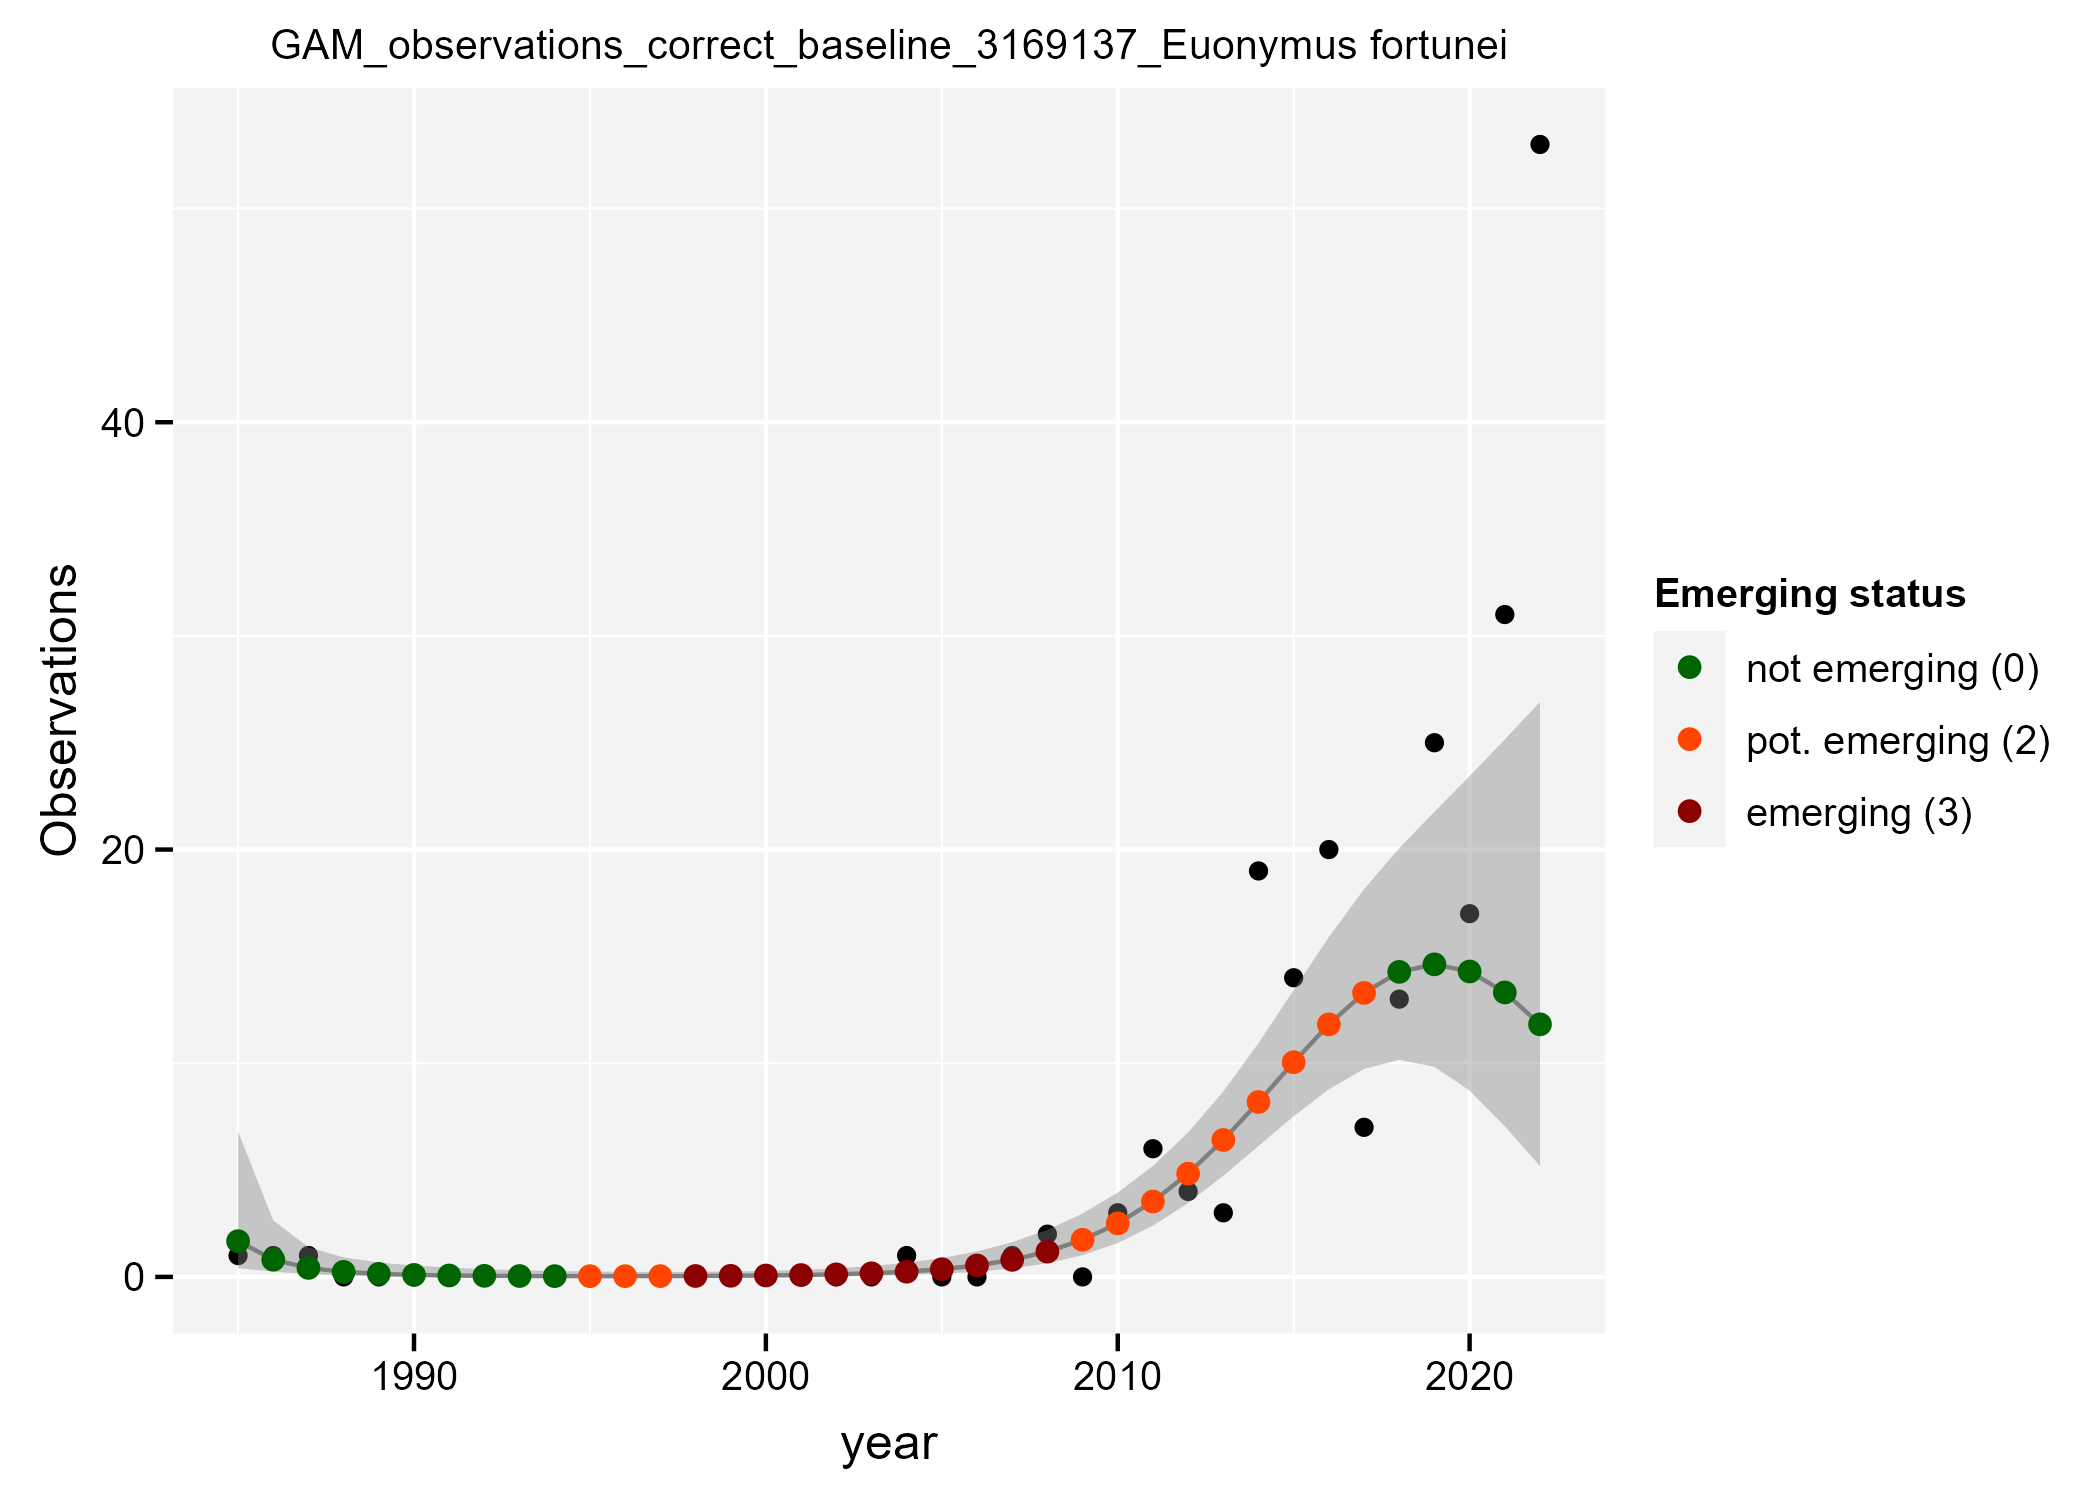 GAM_observations_correct_baseline_3169137_Euonymus fortunei
Observations
40
20
0
1990
2000
2010
2020
year
Emerging status
not emerging (0)
pot. emerging (2)
emerging (3)